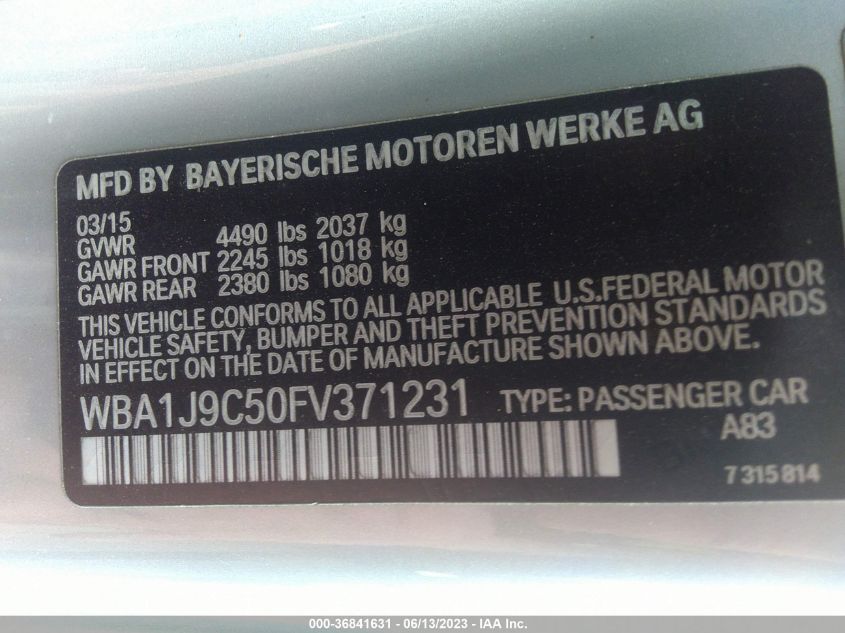 MFD BY BAYERISCHE MOTOREN WERKE AG
03/15
GVWR 4490 lbs 2037 kg
GAWR FRONT 2245 lbs 1018 kg
GAWR REAR 2380 lbs 1080 kg
THIS VEHICLE CONFORMS TO ALL APPLICABLE U.S.FEDERAL MOTOR
VEHICLE SAFETY, BUMPER AND THEFT PREVENTION STANDARDS
IN EFFECT ON THE DATE OF MANUFACTURE SHOWN ABOVE.
WBA1J9C50FV371231 TYPE: PASSENGER CAR
A83
7315814
000-36841631 - 06/13/2023 - IAA Inc.